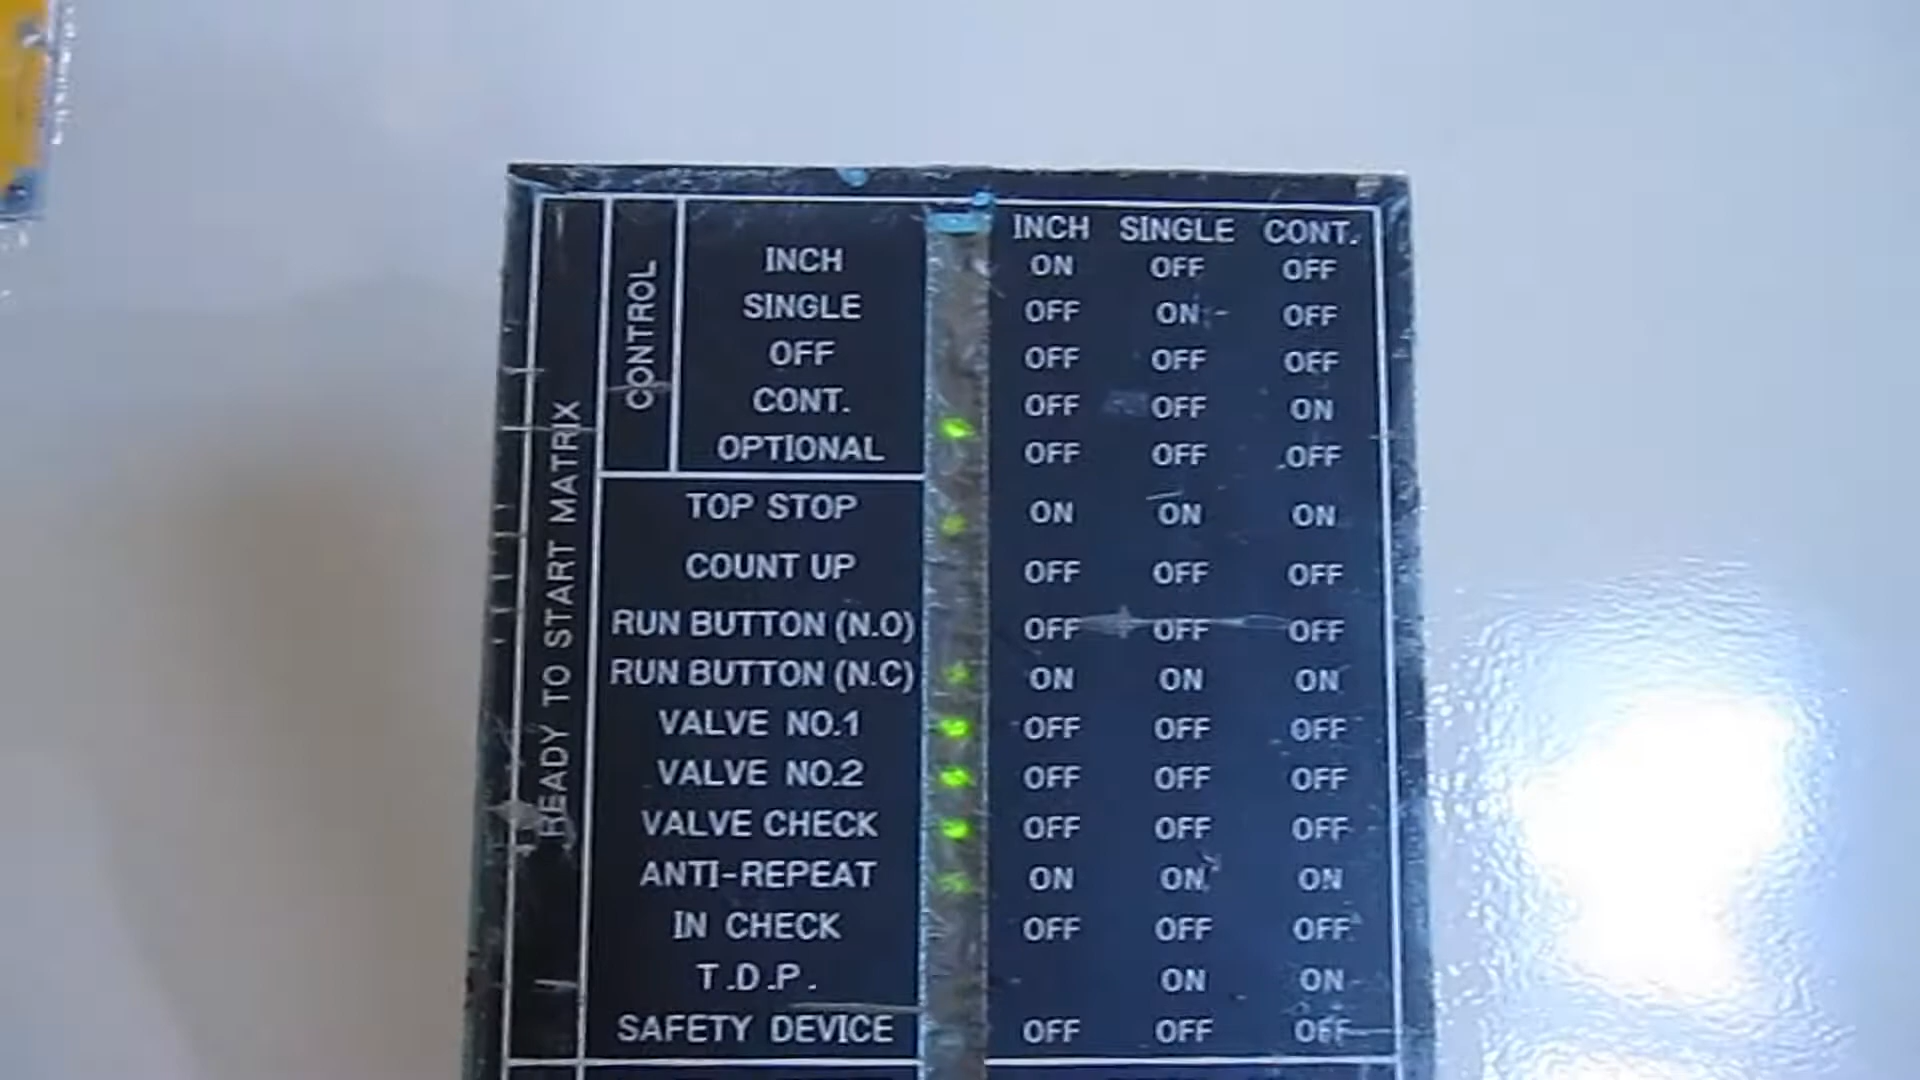 READY TO START MATRIX
CONTROL
INCH SINGLE CONT.
INCH ON OFF OFF
SINGLE OFF ON OFF
OFF OFF OFF OFF
CONT. OFF OFF ON
OPTIONAL OFF OFF OFF
TOP STOP ON ON ON
COUNT UP OFF OFF OFF
RUN BUTTON (N.O) OFF OFF OFF
RUN BUTTON (N.C) ON ON ON
VALVE NO.1 OFF OFF OFF
VALVE NO.2 OFF OFF OFF
VALVE CHECK OFF OFF OFF
ANTI-REPEAT ON ON ON
IN CHECK OFF OFF OFF
T.D.P. ON ON
SAFETY DEVICE OFF OFF OFF